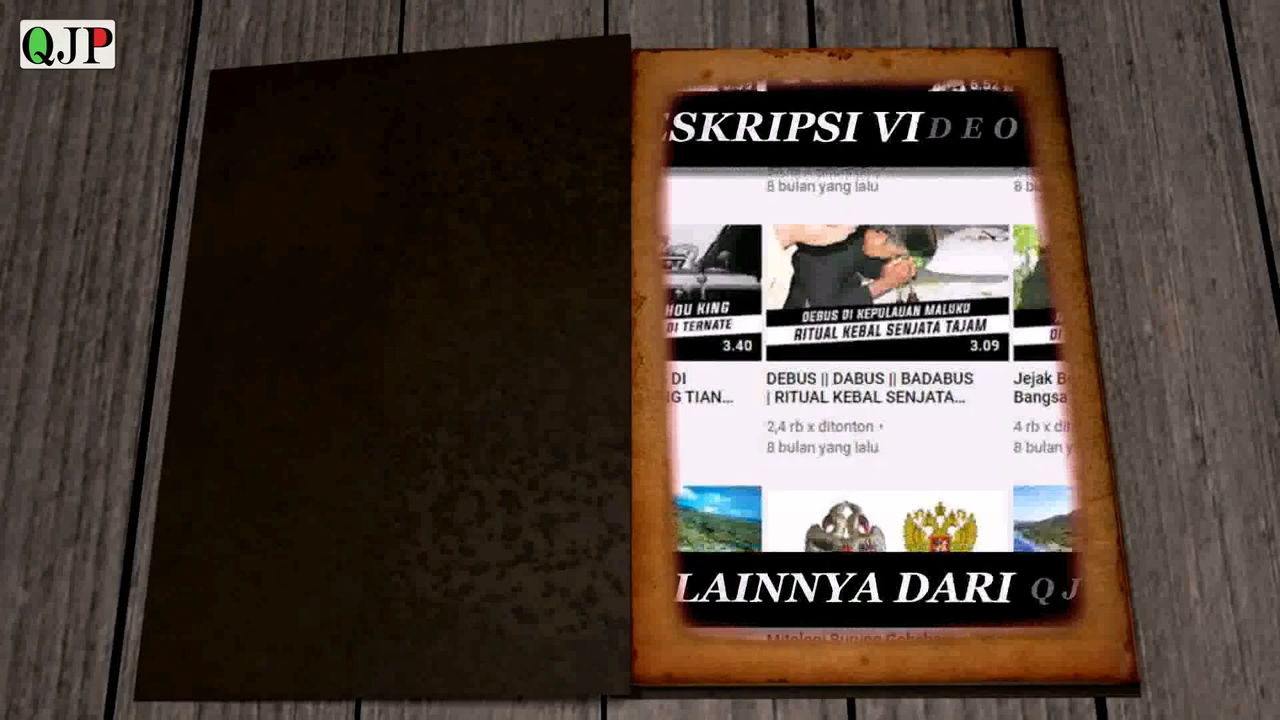 QJP
SKRIPSI VIDEO
8 bulan yang lalu
HOU KING
DI TERNATE
3.40
DEBUS DI KEPULAUAN MALUKU
RITUAL KEBAL SENJATA TAJAM
3.09
DI
G TIAN...
DEBUS || DABUS || BADABUS
| RITUAL KEBAL SENJATA...
2,4 rb x ditonton •
8 bulan yang lalu
Jejak
Bangsa
4 rb x
8 bulan
LAINNYA DARI QJ